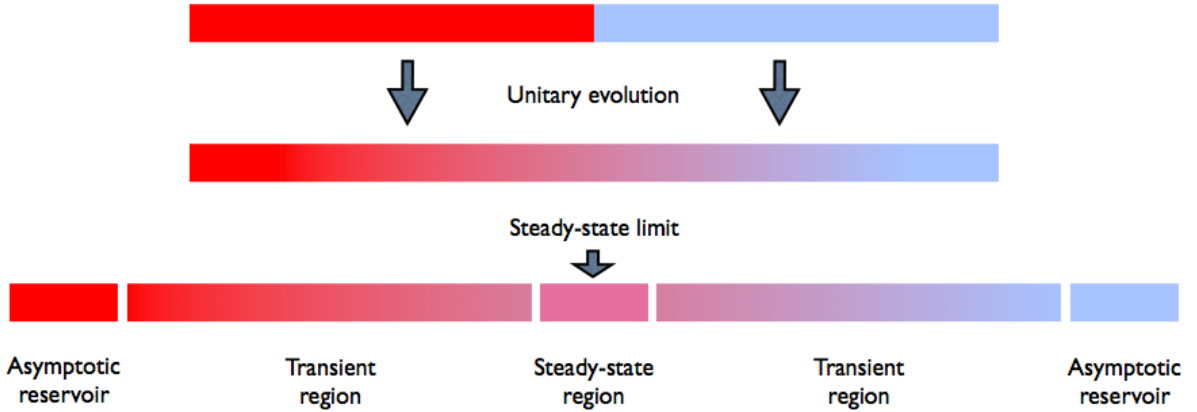 Unitary evolution
Steady-state limit
Asymptotic
reservoir
Transient
region
Steady-state
region
Transient
region
Asymptotic
reservoir